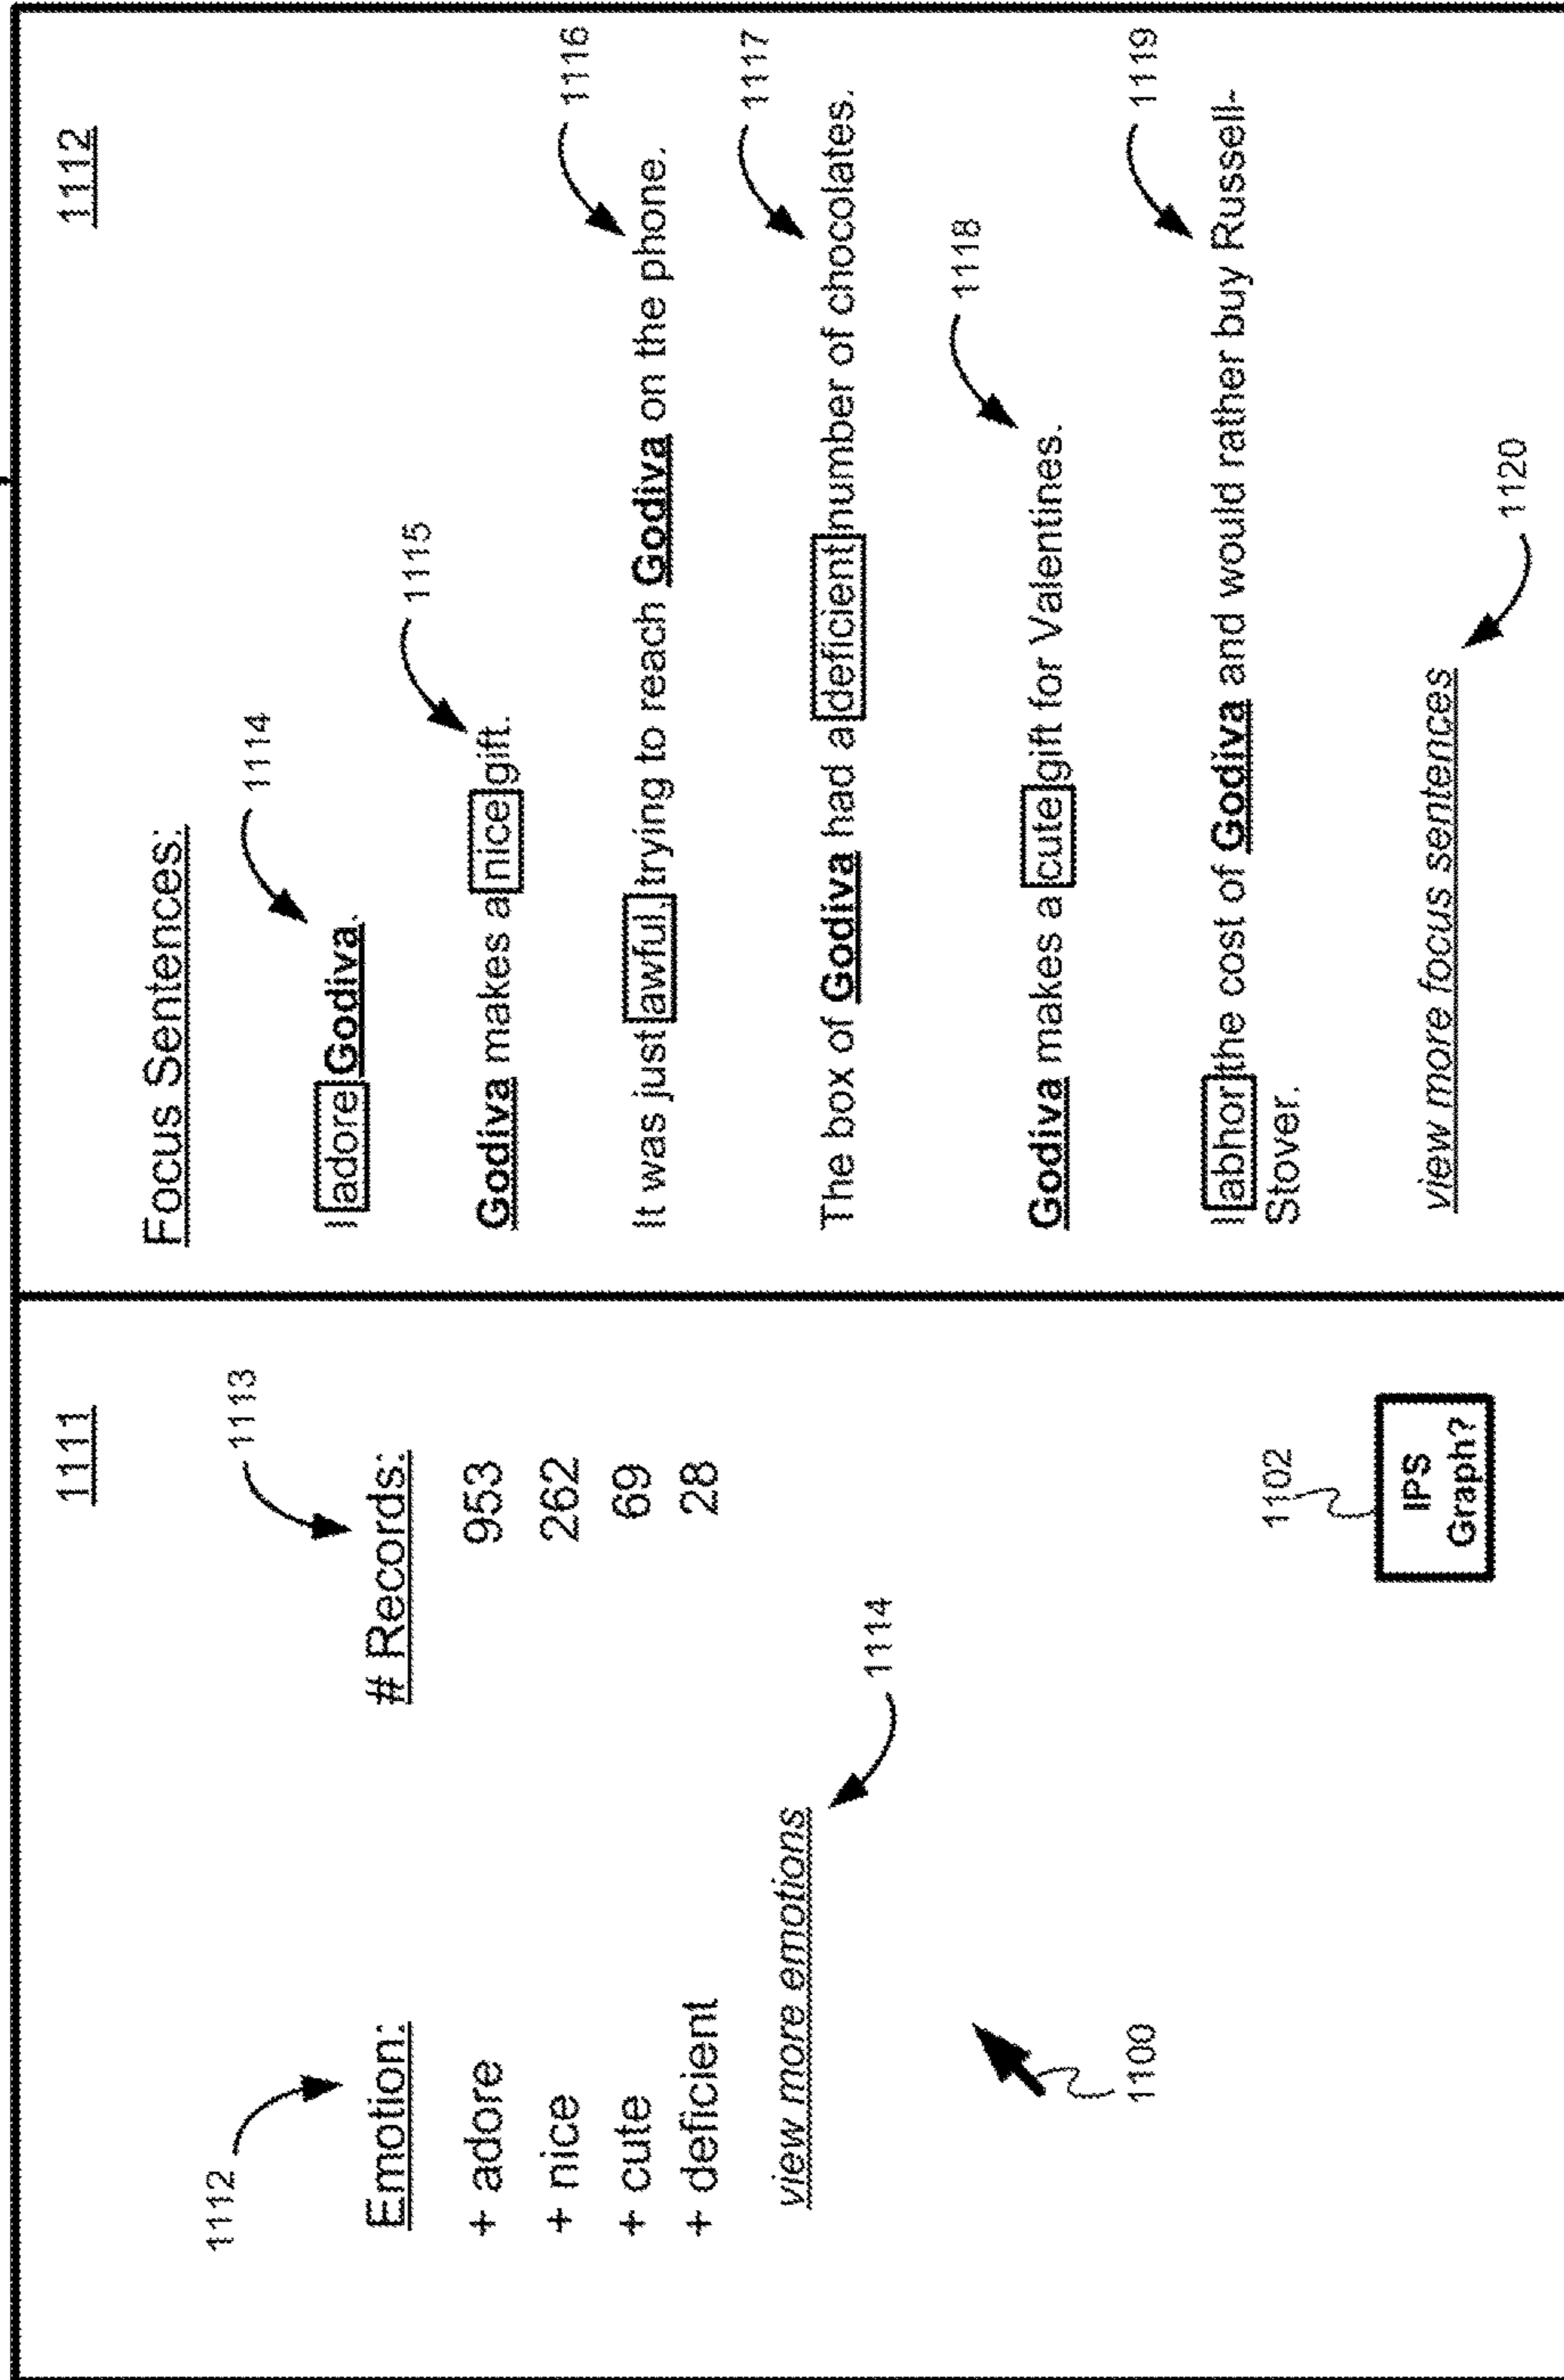 1111
1112
1113
Emotion: # Records:
+ adore 953
+ nice 262
+ cute 69
+ deficient 28
view more emotions
1114
1100
1102
IPS
Graph?
1112
Focus Sentences:
1114
I adore Godiva.
1115
Godiva makes a nice gift.
1116
It was just awful, trying to reach Godiva on the phone.
1117
The box of Godiva had a deficient number of chocolates.
1118
Godiva makes a cute gift for Valentines.
1119
I abhor the cost of Godiva and would rather buy Russell-
Stover.
view more focus sentences
1120